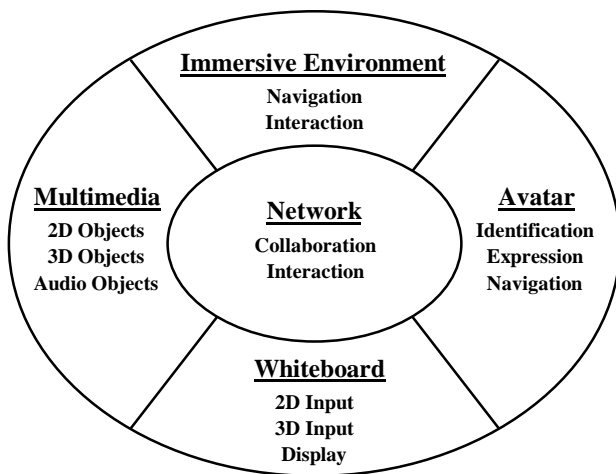 Immersive Environment
Navigation
Interaction
Multimedia
2D Objects
3D Objects
Audio Objects
Network
Collaboration
Interaction
Avatar
Identification
Expression
Navigation
Whiteboard
2D Input
3D Input
Display